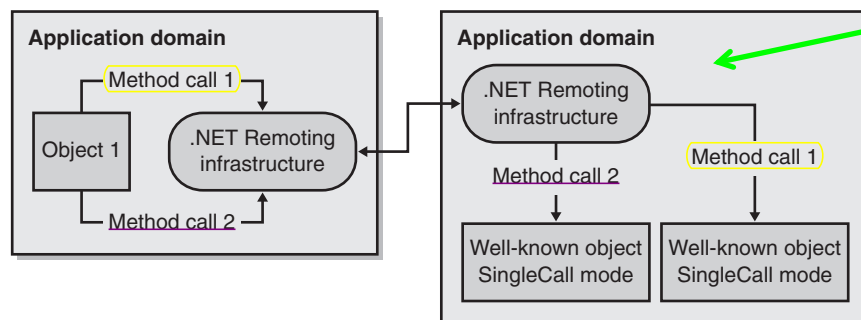 Application domain
Method call 1
Object 1
.NET Remoting
infrastructure
Method call 2
Application domain
.NET Remoting
infrastructure
Method call 2
Method call 1
Well-known object
SingleCall mode
Well-known object
SingleCall mode